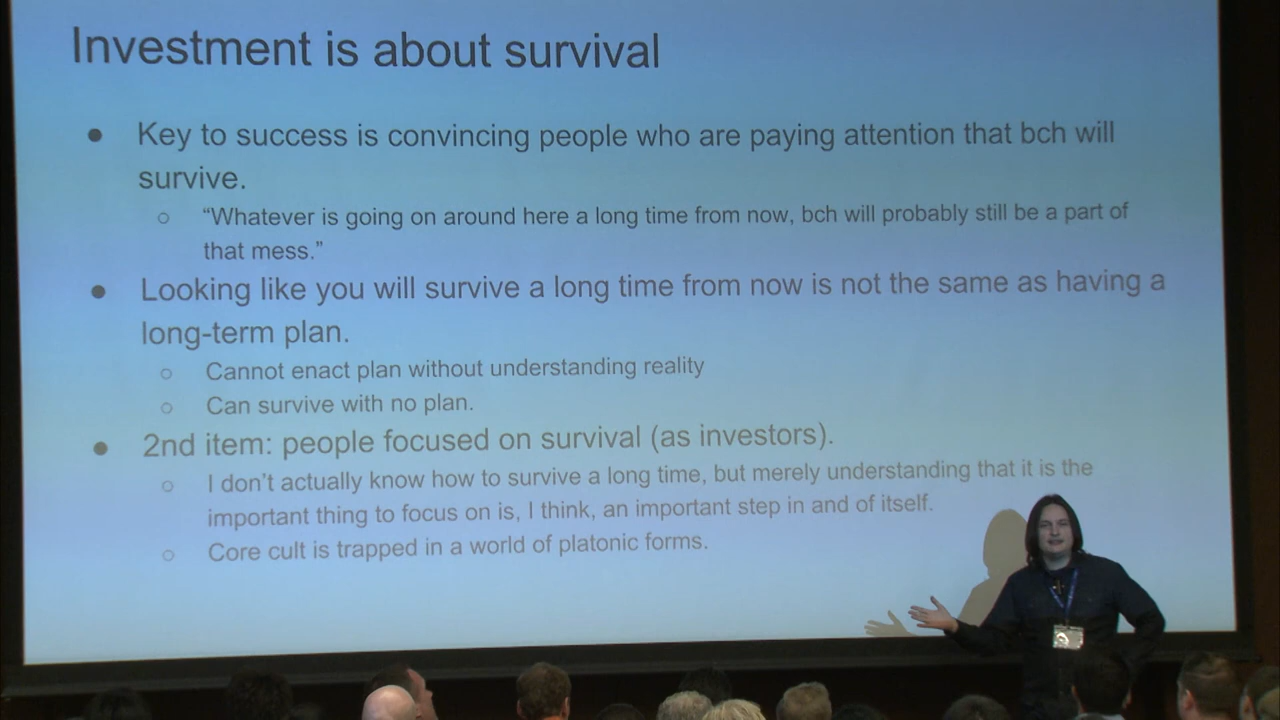 Investment is about survival
● Key to success is convincing people who are paying attention that bch will
survive.
○ “Whatever is going on around here a long time from now, bch will probably still be a part of
that mess.”
● Looking like you will survive a long time from now is not the same as having a
long-term plan.
○ Cannot enact plan without understanding reality
○ Can survive with no plan.
● 2nd item: people focused on survival (as investors).
○ I don’t actually know how to survive a long time, but merely understanding that it is the
important thing to focus on is, I think, an important step in and of itself.
○ Core cult is trapped in a world of platonic forms.